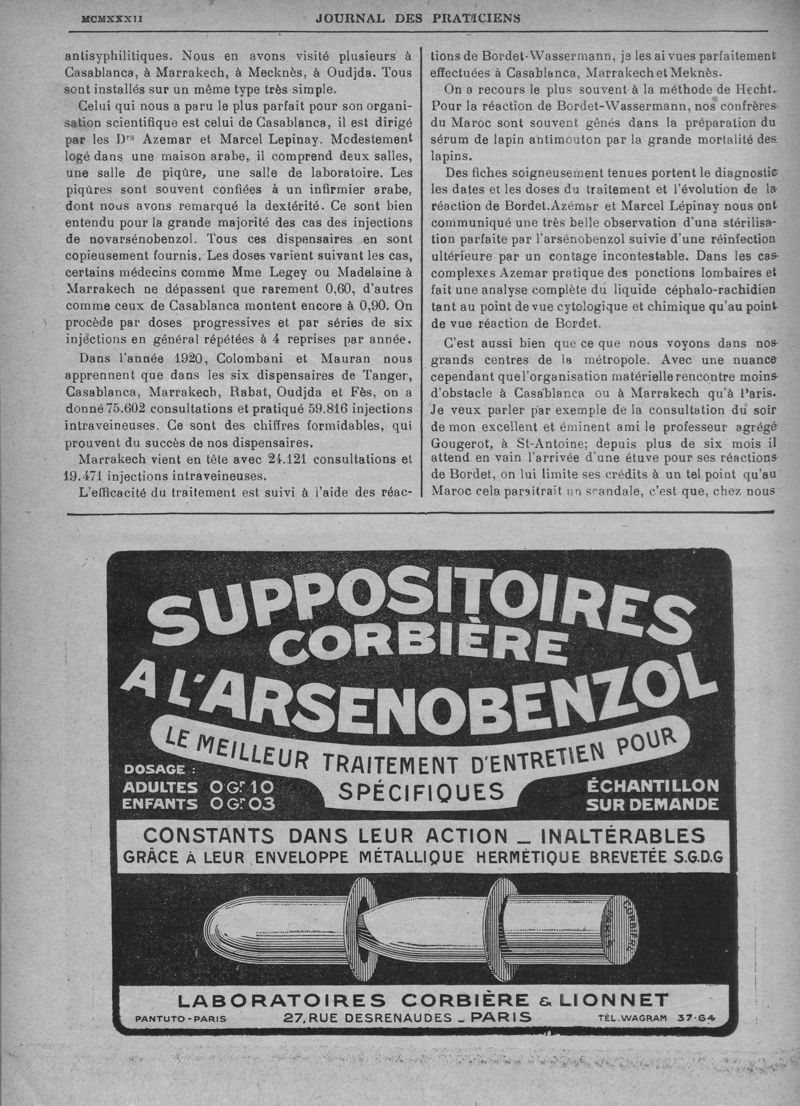 MCMXXXII
JOURNAL DES PRATICIENS
antisyphilitiques. Nous en avons visité plusieurs à
Casablanca, à Marrakech, à Mecknès, à Oudjda. Tous
sont installés sur un même type très simple.
Celui qui nous a paru le plus parfait pour son organi-
sation scientifique est celui de Casablanca, il est dirigé
par les Drs Azemar et Marcel Lepinay. Modestement
logé dans une maison arabe, il comprend deux salles,
une salle de piqûre, une salle de laboratoire. Les
piqûres sont souvent confiées à un infirmier arabe,
dont nous avons remarqué la dextérité. Ce sont bien
entendu pour la grande majorité des cas des injections
de novarsénobenzol. Tous ces dispensaires en sont
copieusement fournis. Les doses varient suivant les cas,
certains médecins comme Mme Legey ou Madelaine à
Marrakech ne dépassent que rarement 0,60, d'autres
comme ceux de Casablanca montent encore à 0,90. On
procède par doses progressives et par séries de six
injections en général répétées à 4 reprises par année.
Dans l'année 1920, Colombani et Mauran nous
apprennent que dans les six dispensaires de Tanger,
Casablanca, Marrakech, Rabat, Oudjda et Fès, on a
donné 75.602 consultations et pratiqué 59.816 injections
intraveineuses. Ce sont des chiffres formidables, qui
prouvent du succès de nos dispensaires.
Marrakech vient en tête avec 24.121 consultations et
19.471 injections intraveineuses.
L'efficacité du traitement est suivi à l'aide des réac-
tions de Bordet-Wassermann, je les ai vues parfaitement
effectuées à Casablanca, Marrakech et Meknès.
On a recours le plus souvent à la méthode de Hecht.
Pour la réaction de Bordet-Wassermann, nos confrères
du Maroc sont souvent gênés dans la préparation du
sérum de lapin antimouton par la grande mortalité des
lapins.
Des fiches soigneusement tenues portent le diagnostic
les dates et les doses du traitement et l'évolution de la
réaction de Bordet.Azémar et Marcel Lépinay nous ont
communiqué une très belle observation d'una stérilisa-
tion parfaite par l'arsénobenzol suivie d'une réinfection
ultérieure par un contage incontestable. Dans les cas
complexes Azemar pratique des ponctions lombaires et
fait une analyse complète du liquide céphalo-rachidien
tant au point de vue cytologique et chimique qu'au point
de vue réaction de Bordet.
C'est aussi bien que ce que nous voyons dans nos
grands centres de la métropole. Avec une nuance
cependant que l'organisation matérielle rencontre moins
d'obstacle à Casablanca ou à Marrakech qu'à Paris.
Je veux parler par exemple de la consultation du soir
de mon excellent et éminent ami le professeur agrégé
Gougerot, à St-Antoine; depuis plus de six mois il
attend en vain l'arrivée d'une étuve pour ses réactions
de Bordet, on lui limite ses crédits à un tel point qu'au
Maroc cela paraitrait un scandale, c'est que, chez nous
SUPPOSITOIRES
CORBIÈRE
A L'ARSENOBENZOL
LE MEILLEUR TRAITEMENT D'ENTRETIEN POUR
SPÉCIFIQUES
DOSAGE :
ADULTES 0 Gr 10
ENFANTS 0 Gr 03
ÉCHANTILLON
SUR DEMANDE
CONSTANTS DANS LEUR ACTION _ INALTÉRABLES
GRÂCE À LEUR ENVELOPPE MÉTALLIQUE HERMÉTIQUE BREVETÉE S.G.D.G
CORBIÈRE
PARIS
LABORATOIRES CORBIÈRE & LIONNET
PANTUTO-PARIS
27, RUE DESRENAUDES _ PARIS
TÉL. WAGRAM 37-64